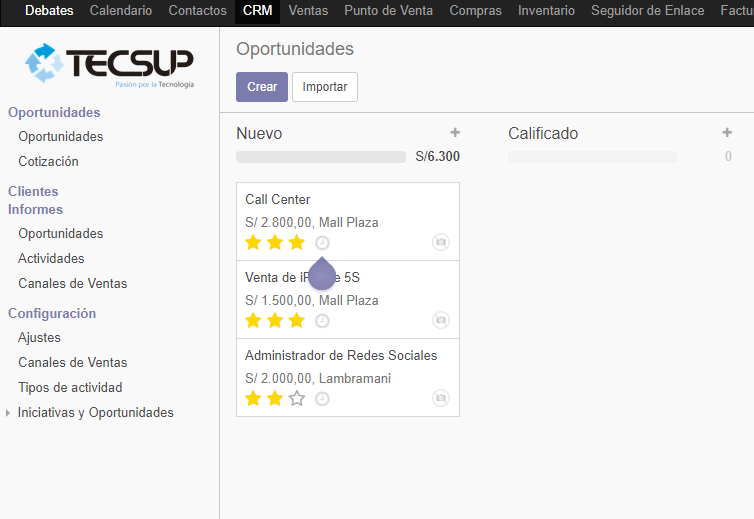 Debates Calendario Contactos CRM Ventas Punto de Venta Compras Inventario Seguidor de Enlace Factu
TECSUP
Pasión por la Tecnología
Oportunidades
Oportunidades
Cotización
Clientes
Informes
Oportunidades
Actividades
Canales de Ventas
Configuración
Ajustes
Canales de Ventas
Tipos de actividad
Iniciativas y Oportunidades
Oportunidades
Crear Importar
Nuevo +
S/6.300
Call Center
S/ 2.800,00, Mall Plaza
Venta de iP e 5S
S/ 1.500,00, Mall Plaza
Administrador de Redes Sociales
S/ 2.000,00, Lambramani
Calificado +
0